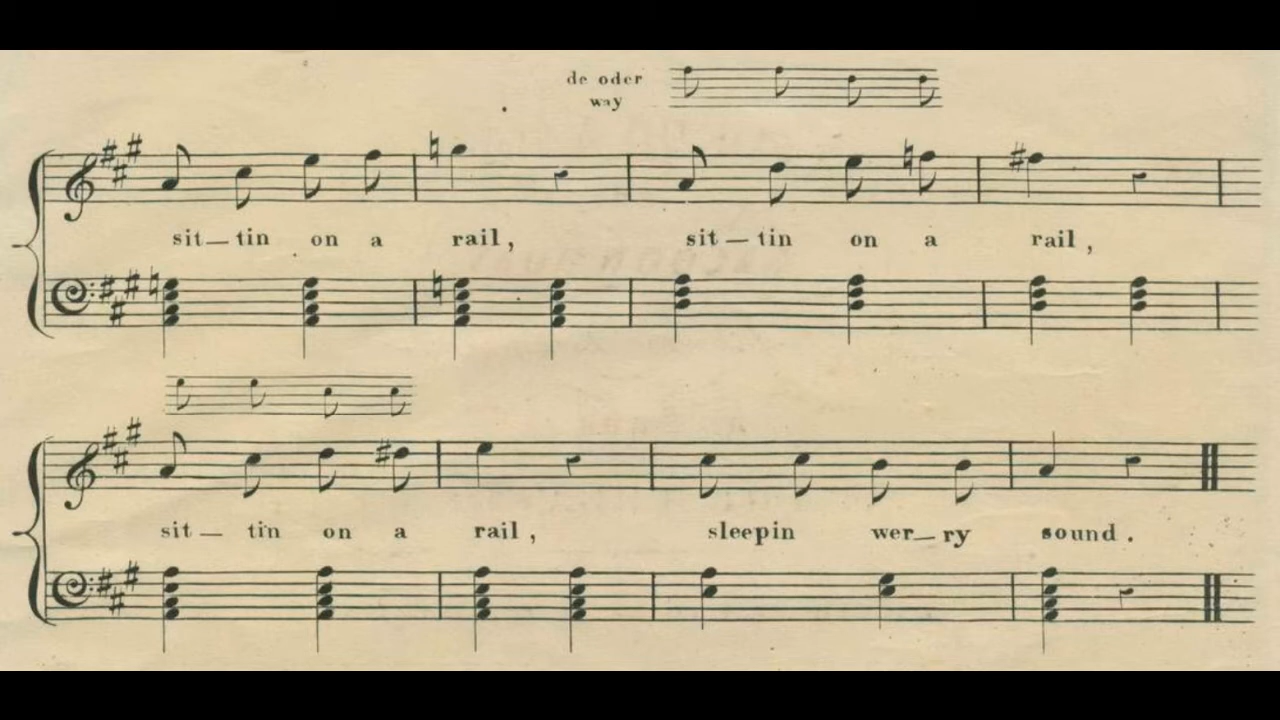 de oder
way
sit — tin on a rail, sit — tin on a rail,
sit — tin on a rail, sleepin wer — ry sound.